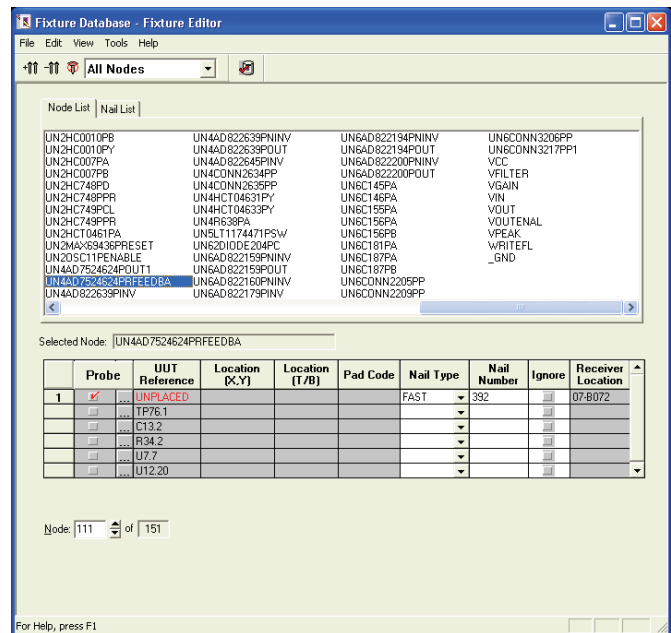 Fixture Database - Fixture Editor
File Edit View Tools Help
All Nodes
Node List Nail List
UN2HC0010PB UN4AD822639PNINV UN6AD822194PNINV UN6CONN3206PP
UN2HC0010PY UN4AD822639POUT UN6AD822194POUT UN6CONN3217PP1
UN2HC007PA UN4AD822645PINV UN6AD822200PNINV VCC
UN2HC007PB UN4CONN2634PP UN6AD822200POUT VFILTER
UN2HC748PD UN4CONN2635PP UN6C145PA VGAIN
UN2HC748PPR UN4HCT04631PY UN6C146PA VIN
UN2HC749PCL UN4HCT04633PY UN6C155PA VOUT
UN2HC749PPR UN4R638PA UN6C156PA VOUTENAL
UN2HCT0461PA UN5LT1174471PSW UN6C156PB VPEAK
UN2MAX69436PRESET UN62DIODE204PC UN6C181PA WRITEFL
UN2OSC11PENABLE UN6AD822159PNINV UN6C187PA _GND
UN4AD7524624POUT1 UN6AD822159POUT UN6C187PB
UN4AD7524624PRFEEDBA UN6AD822160PNINV UN6CONN2205PP
UN4AD822639PINV UN6AD822179PINV UN6CONN2209PP
Selected Node: UN4AD7524624PRFEEDBA
Probe UUT Reference Location (X,Y) Location (T/B) Pad Code Nail Type Nail Number Ignore Receiver Location
1 ... UNPLACED FAST 392 07-B072
... TP76.1
... C13.2
... R34.2
... U7.7
... U12.20
Node: 111 of 151
For Help, press F1